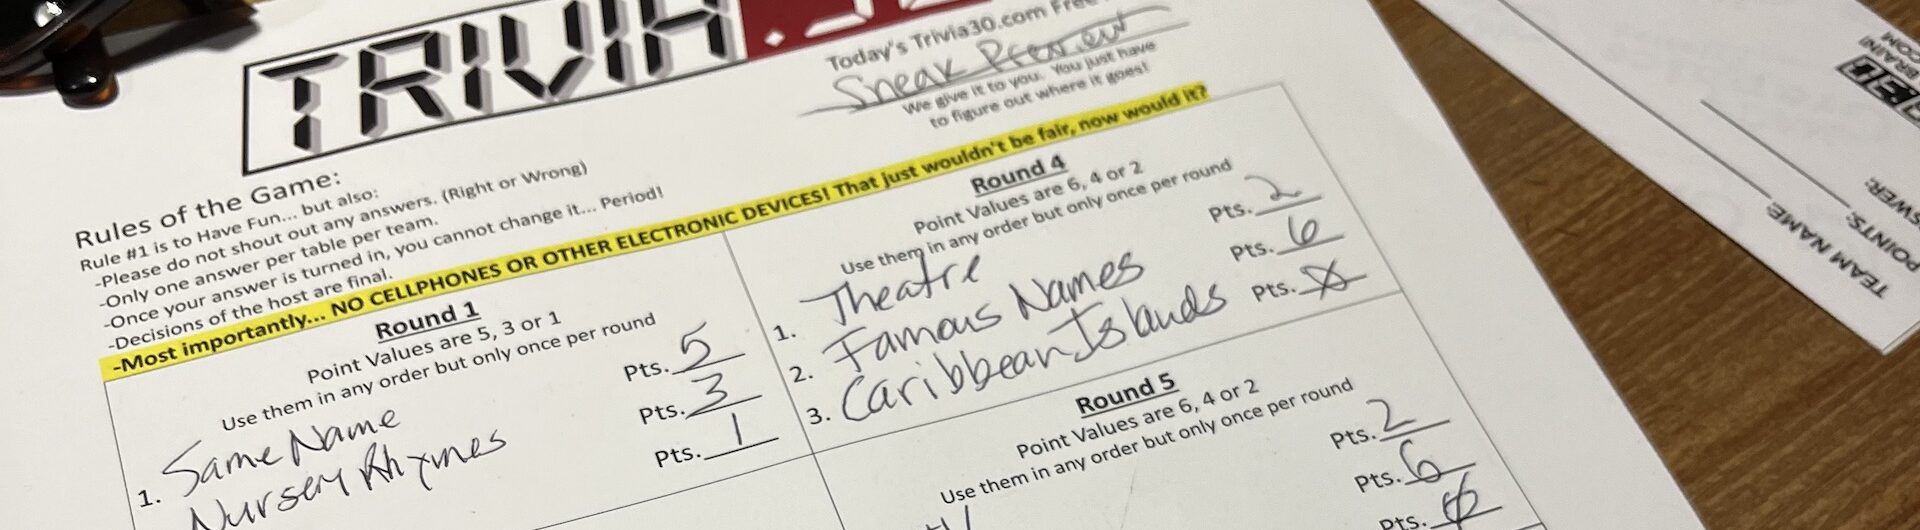 TRIVIA
Today's Trivia30.com Free
Sneak Preview
We give it to you. You just have
to figure out where it goes!
Rules of the Game:
Rule #1 is to Have Fun... but also:
-Please do not shout out any answers. (Right or Wrong)
-Only one answer per table per team.
-Once your answer is turned in, you cannot change it... Period!
-Decisions of the host are final.
-Most importantly... NO CELLPHONES OR OTHER ELECTRONIC DEVICES! That just wouldn't be fair, now would it?
Round 1
Point Values are 5, 3 or 1
Use them in any order but only once per round
1. Same Name Pts. 5
Nursery Rhymes Pts. 3
Pts. 1
Round 4
Point Values are 6, 4 or 2
Use them in any order but only once per round
1. Theatre Pts. 2
2. Famous Names Pts. 6
3. Caribbean Islands Pts.
Round 5
Point Values are 6, 4 or 2
Use them in any order but only once per round
Pts. 2
Pts. 6
Pts.
BRAIN!
.COM
TEAM NAME:
POINTS:
SWER: